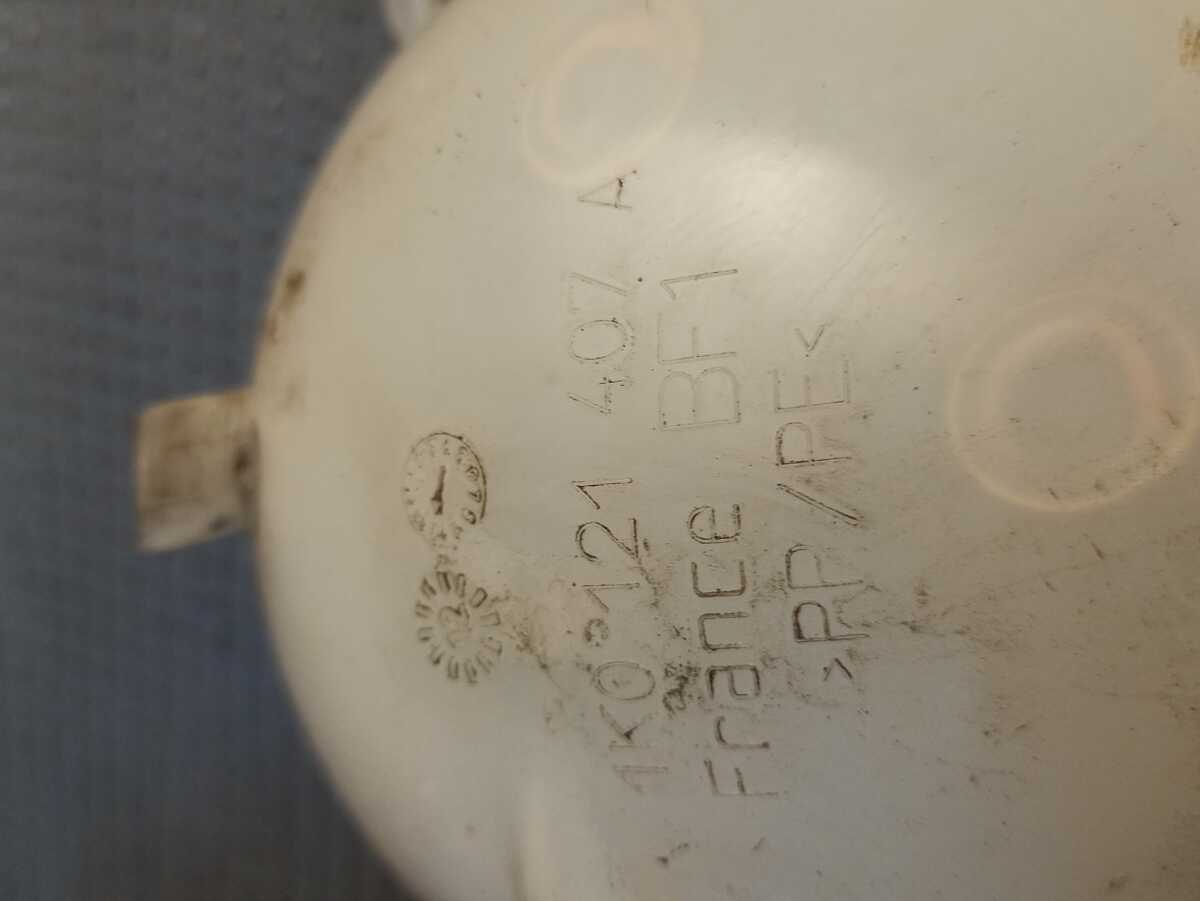 1K0 121 407 A
France BF1
>PP/PE<